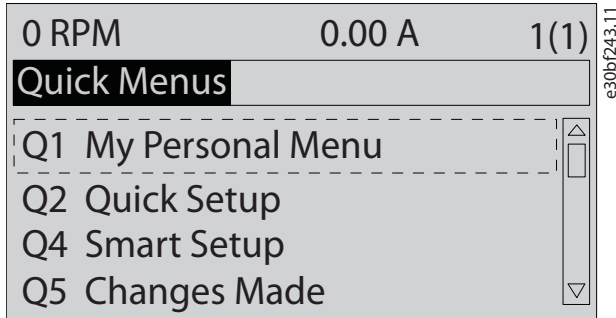 0 RPM 0.00 A 1(1)
Quick Menus
Q1 My Personal Menu
Q2 Quick Setup
Q4 Smart Setup
Q5 Changes Made
e30bf243.11